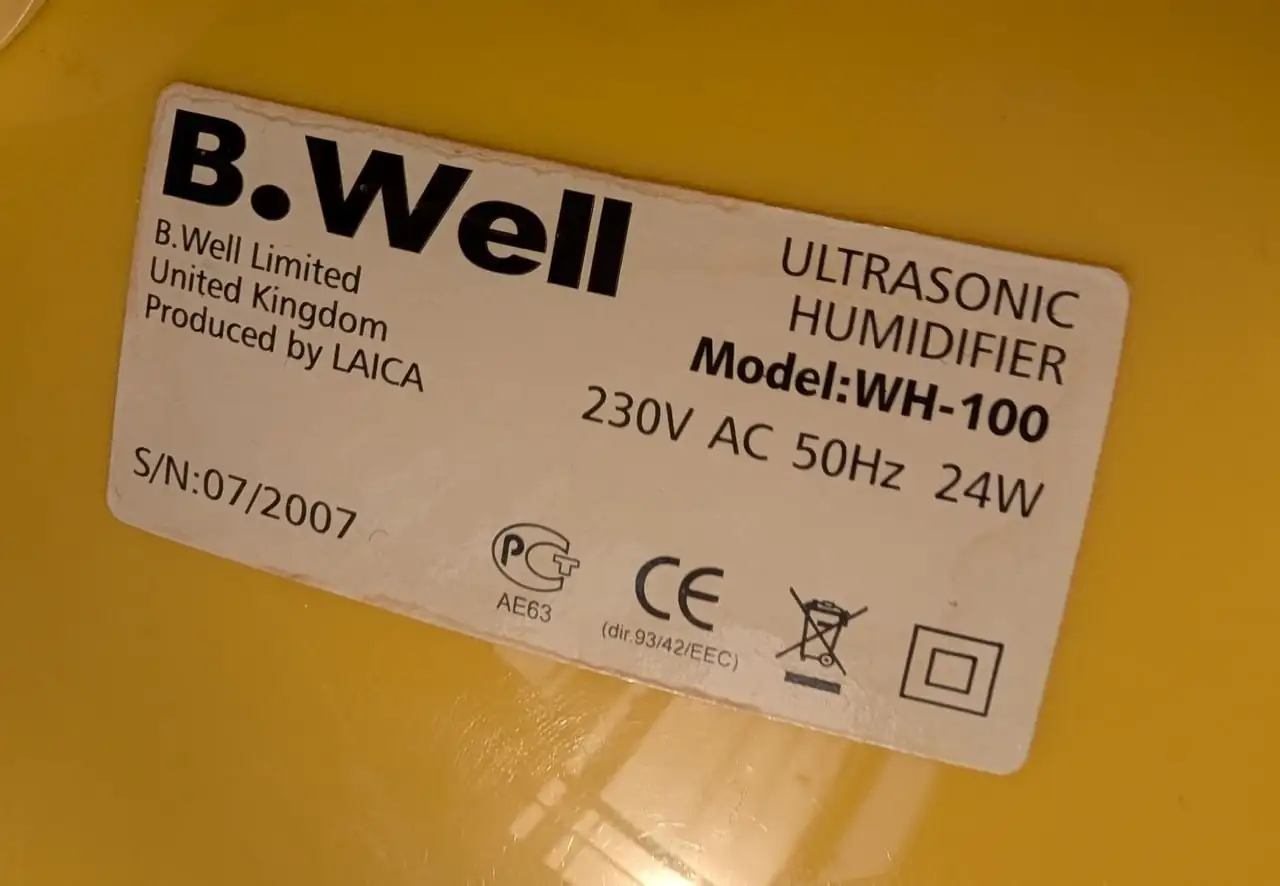 B.Well
B.Well Limited
United Kingdom
Produced by LAICA
S/N:07/2007
ULTRASONIC
HUMIDIFIER
Model:WH-100
230V AC 50Hz 24W
РСТ
AE63
CE
(dir.93/42/EEC)